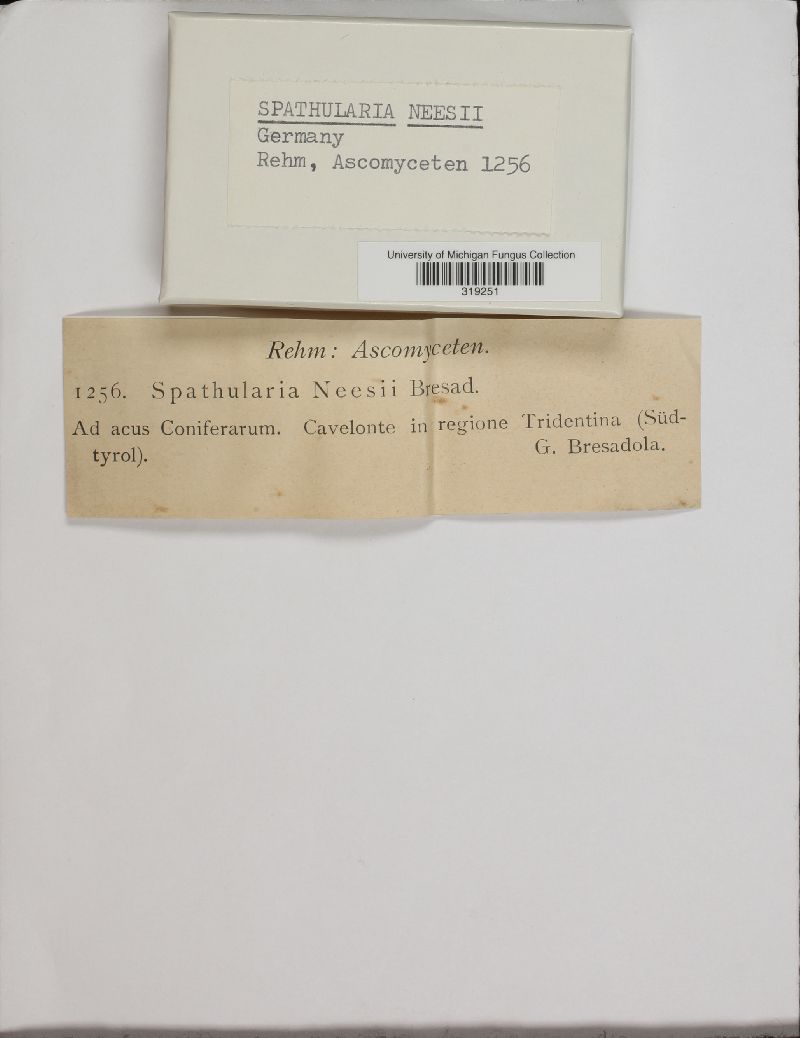 SPATHULARIA NEESII
Germany
Rehm, Ascomyceten 1256
University of Michigan Fungus Collection
319251
Rehm: Ascomyceten.
1256. Spathularia Neesii Bresad.
Ad acus Coniferarum. Cavelonte in regione Tridentina (Süd-
tyrol). G. Bresadola.